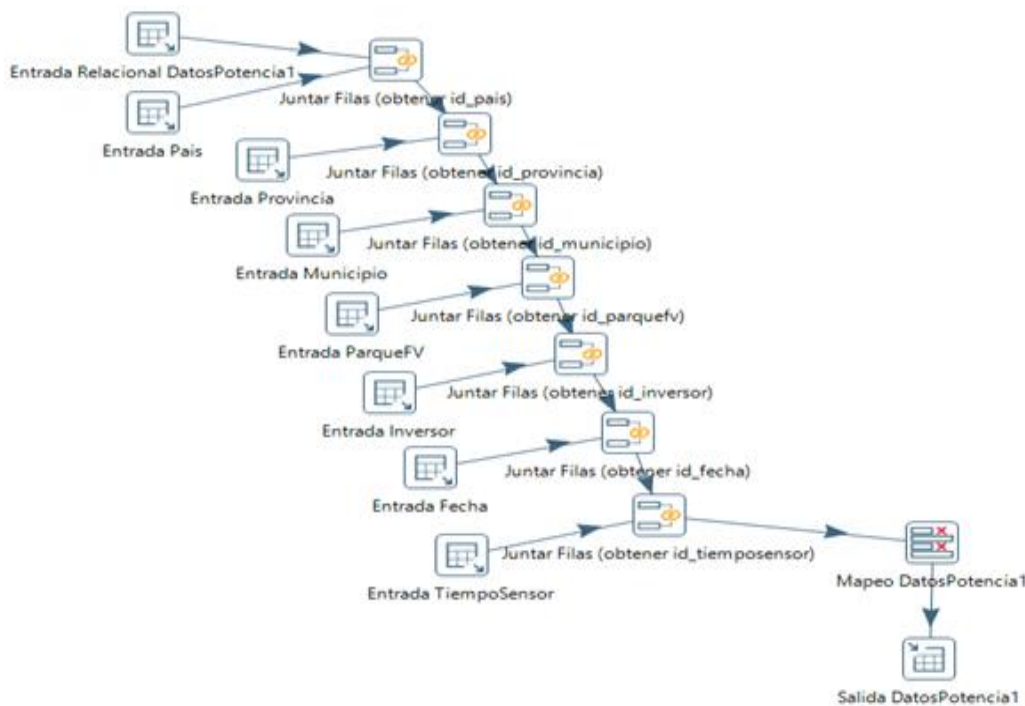 Entrada Relacional DatosPotencia1
Juntar Filas (obtener id_pais)
Entrada Pais
Juntar Filas (obtener id_provincia)
Entrada Provincia
Juntar Filas (obtener id_municipio)
Entrada Municipio
Juntar Filas (obtener id_parquefv)
Entrada ParqueFV
Juntar Filas (obtener id_inversor)
Entrada Inversor
Juntar Filas (obtener id_fecha)
Entrada Fecha
Juntar Filas (obtener id_tiemposensor)
Entrada TiempoSensor
Mapeo DatosPotencia1
Salida DatosPotencia1